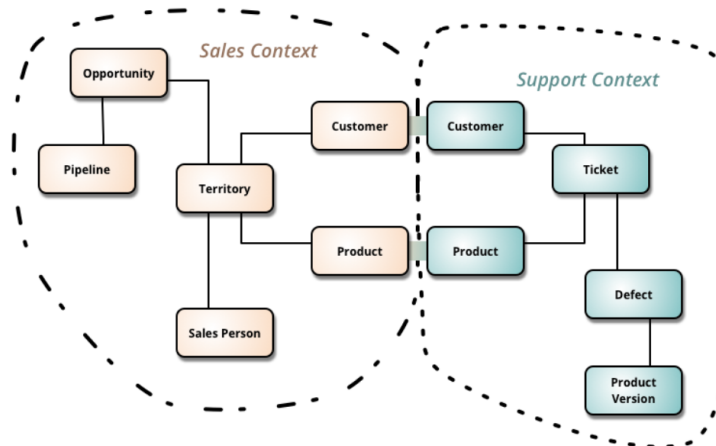 Sales Context
Support Context
Opportunity
Customer
Customer
Pipeline
Ticket
Territory
Product
Product
Defect
Sales Person
Product
Version